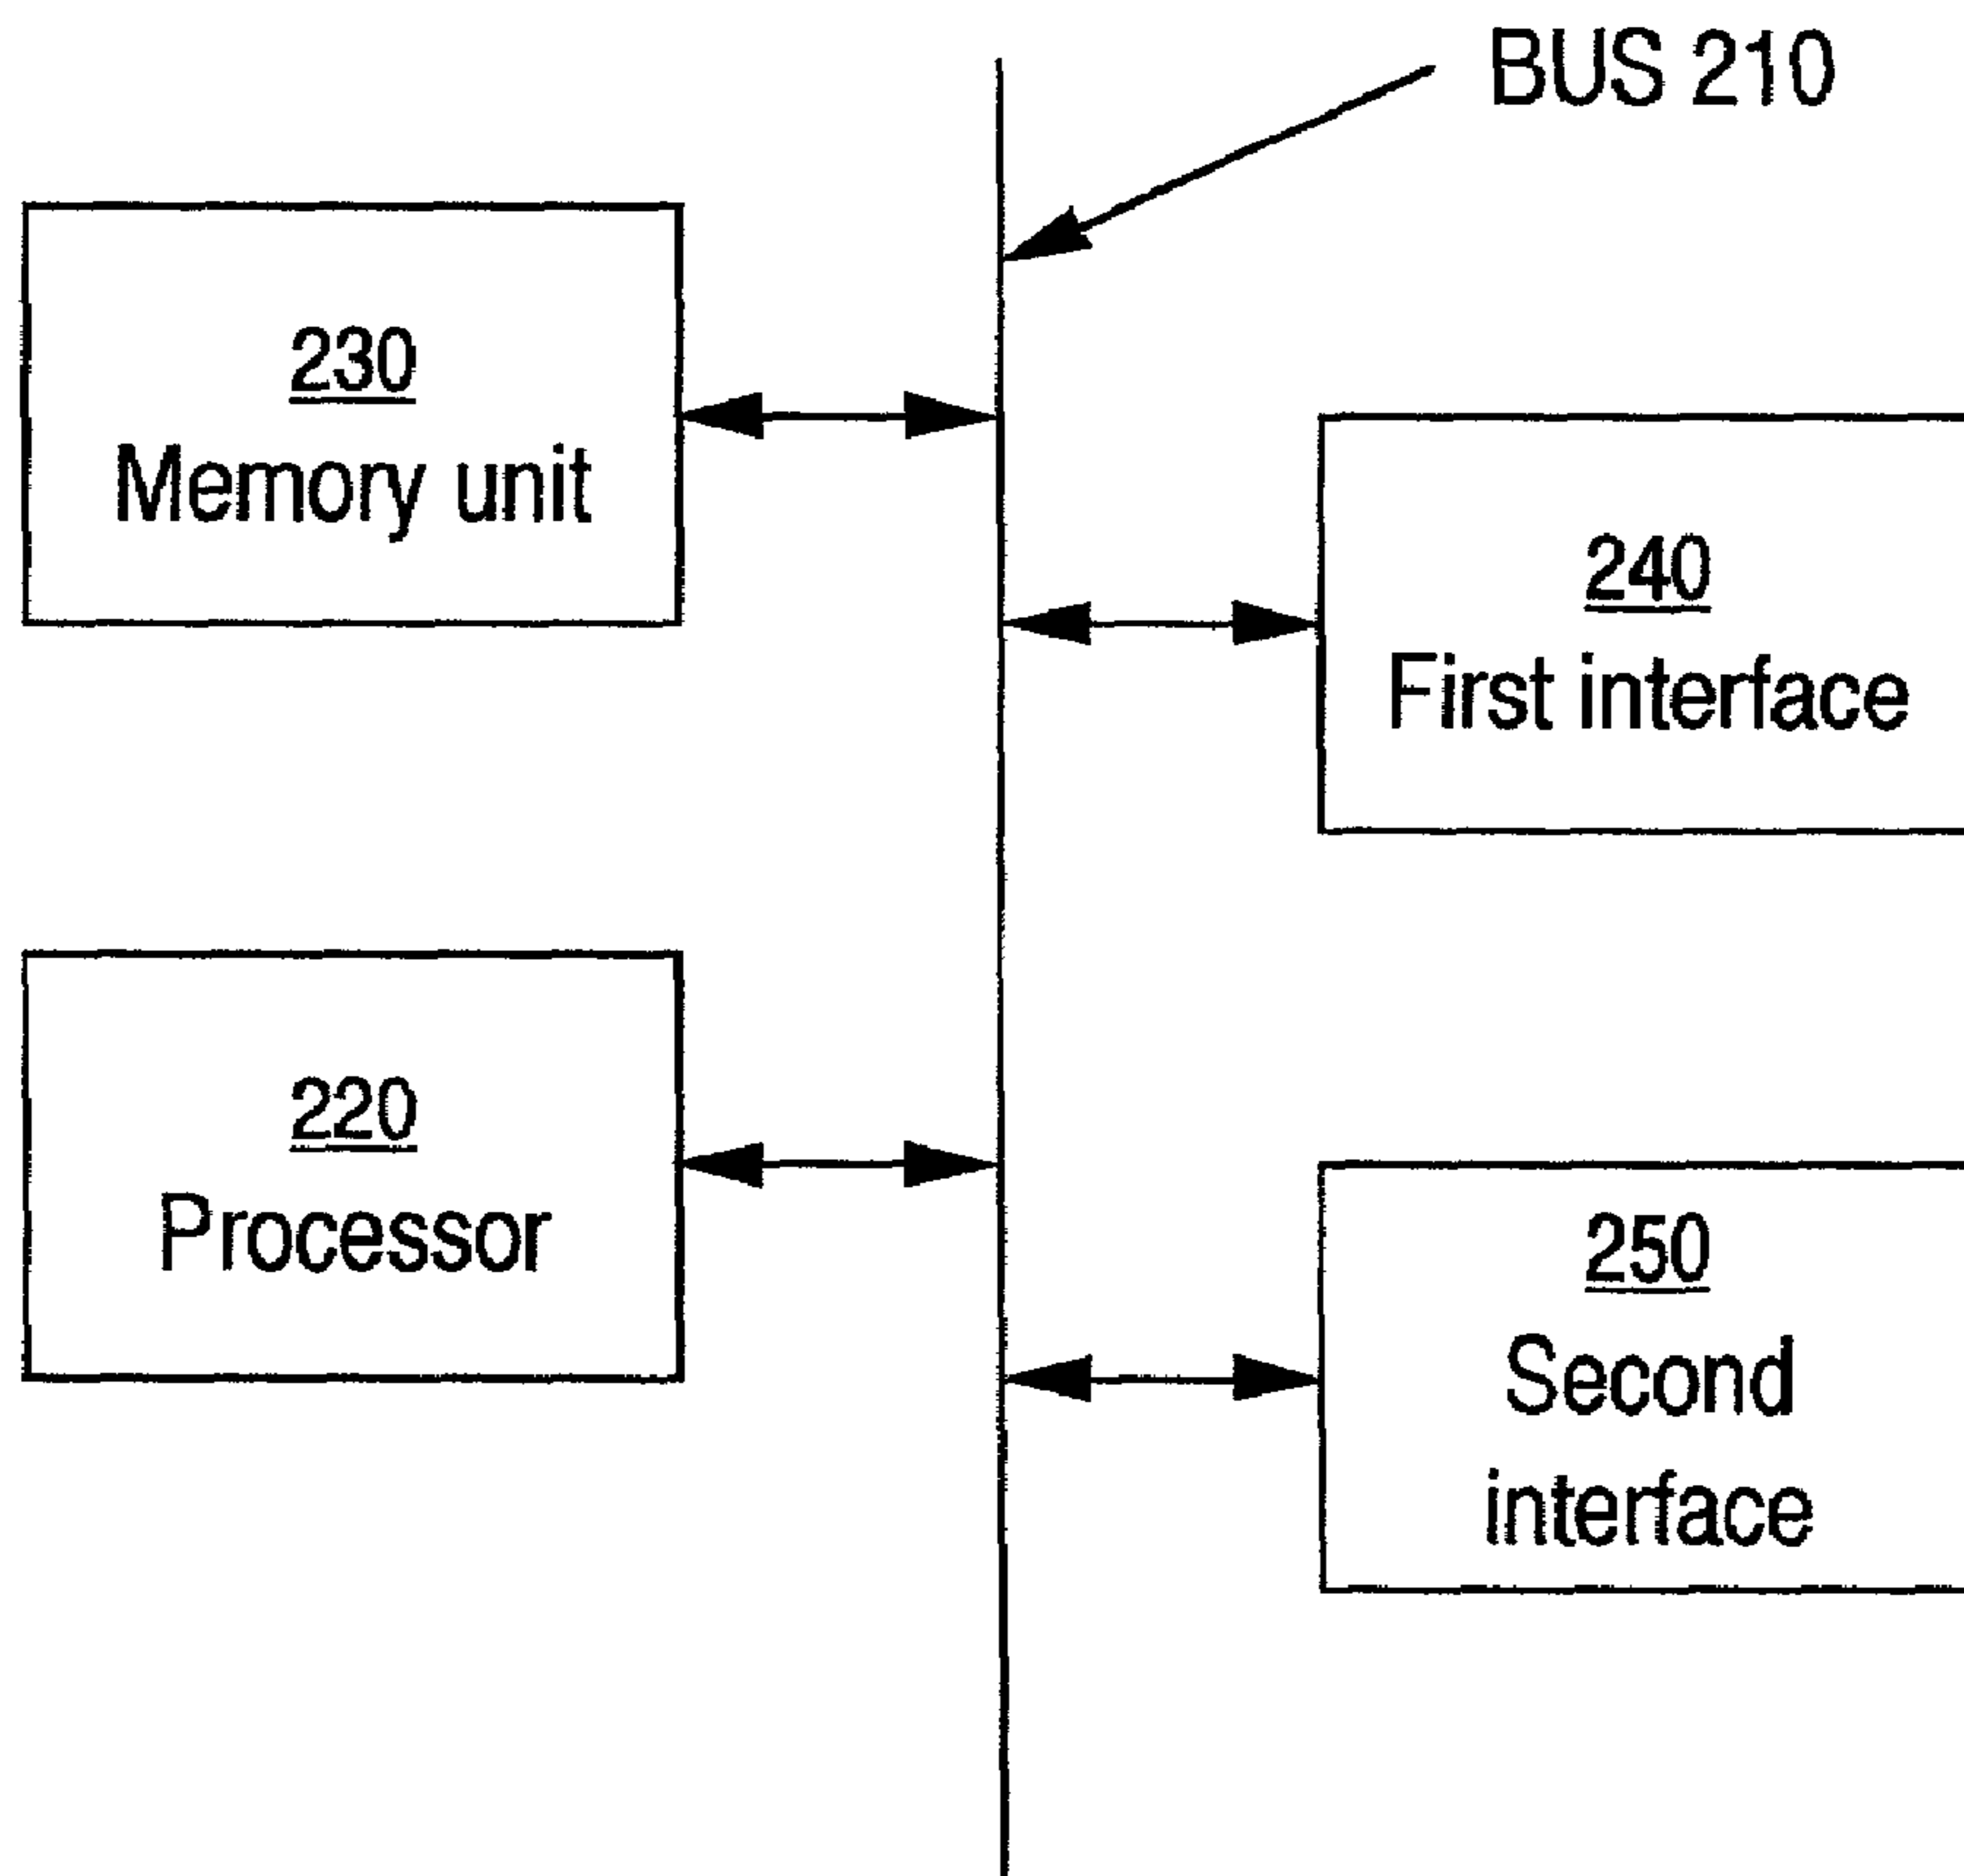 BUS 210
230
Memory unit
240
First interface
220
Processor
250
Second
interface